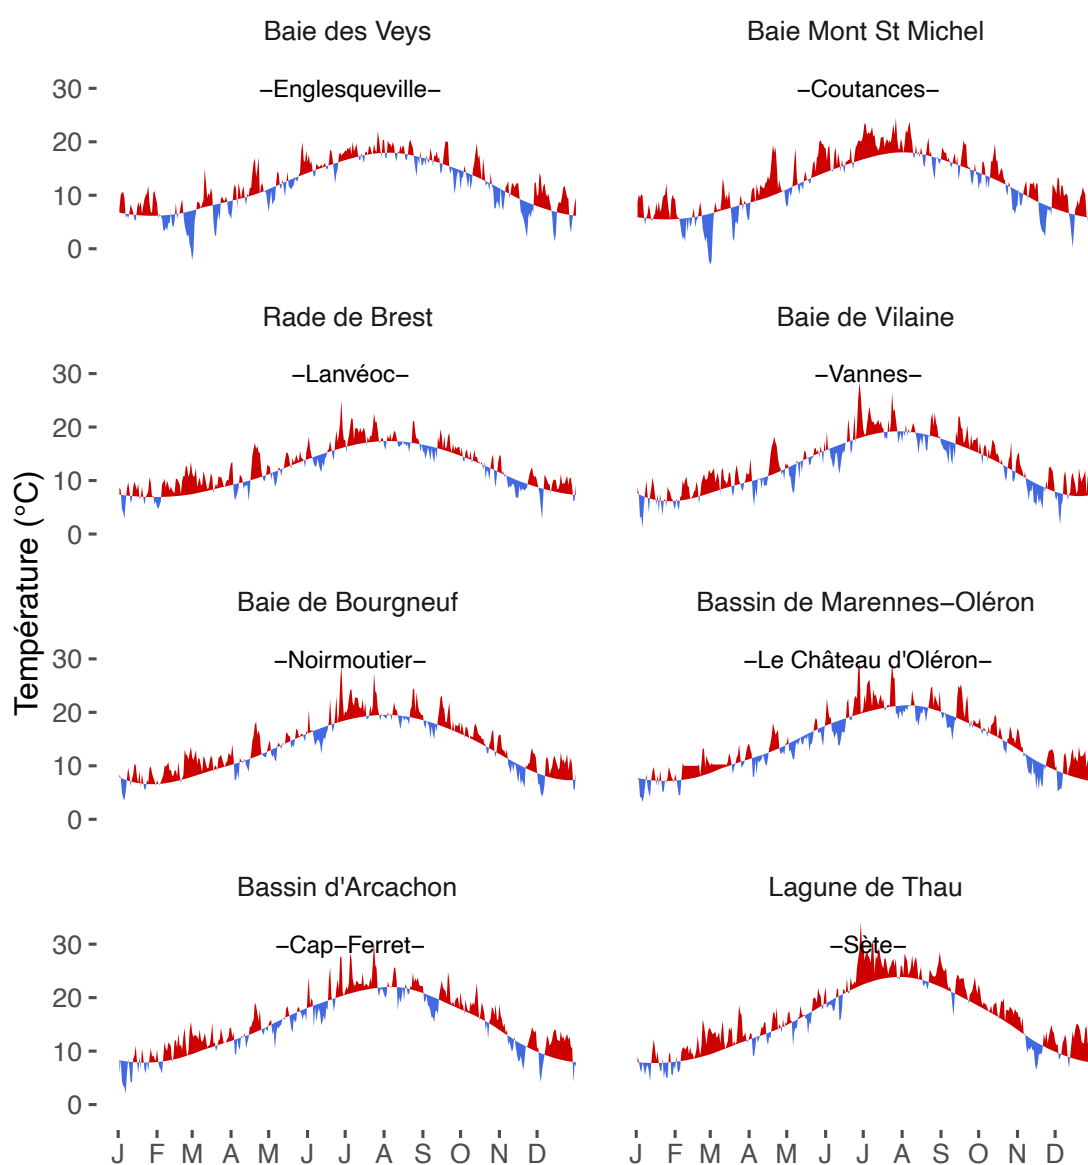 Baie des Veys
Baie Mont St Michel
30
20
10
0
–Englesqueville–
–Coutances–
Rade de Brest
Baie de Vilaine
30
20
10
0
–Lanvéoc–
–Vannes–
Température (°C)
Baie de Bourgneuf
Bassin de Marennes–Oléron
30
20
10
0
–Noirmoutier–
–Le Château d'Oléron–
Bassin d'Arcachon
Lagune de Thau
30
20
10
0
–Cap–Ferret–
–Sète–
J F M A M J J A S O N D
J F M A M J J A S O N D